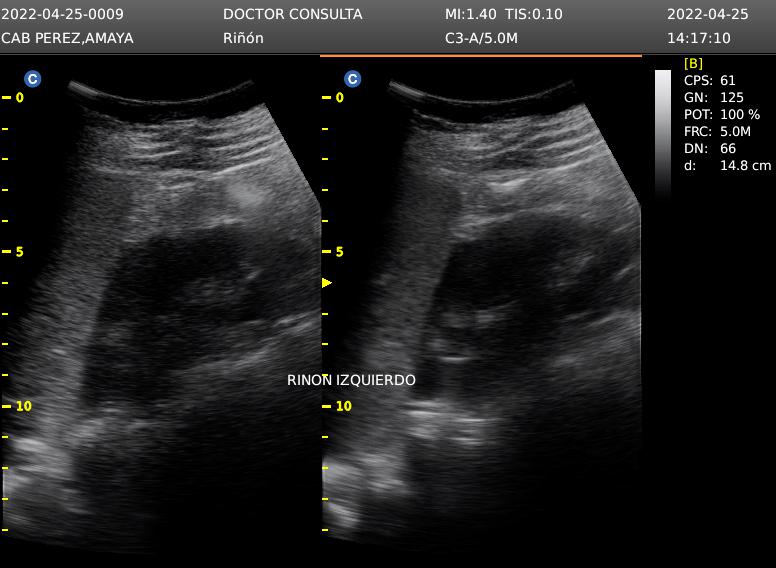 2022-04-25-0009 DOCTOR CONSULTA MI:1.40 TIS:0.10 2022-04-25
CAB PEREZ,AMAYA Riñón C3-A/5.0M 14:17:10
[B]
C C CPS: 61
0 0 GN: 125
POT: 100 %
FRC: 5.0M
DN: 66
d: 14.8 cm
5 5
RINON IZQUIERDO
10 10